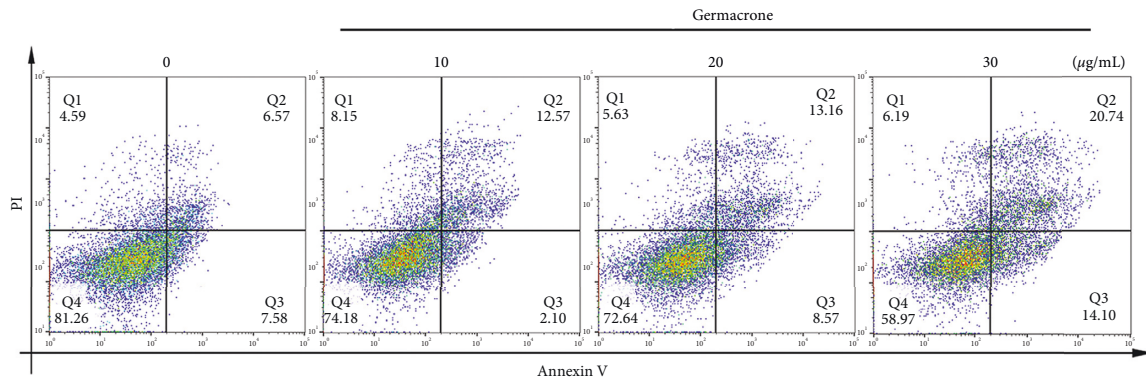 Germacrone
0 10 20 30 (μg/mL)
Q1 4.59 Q2 6.57 Q1 8.15 Q2 12.57 Q1 5.63 Q2 13.16 Q1 6.19 Q2 20.74
PI
Q4 81.26 Q3 7.58 Q4 74.18 Q3 2.10 Q4 72.64 Q3 8.57 Q4 58.97 Q3 14.10
Annexin V